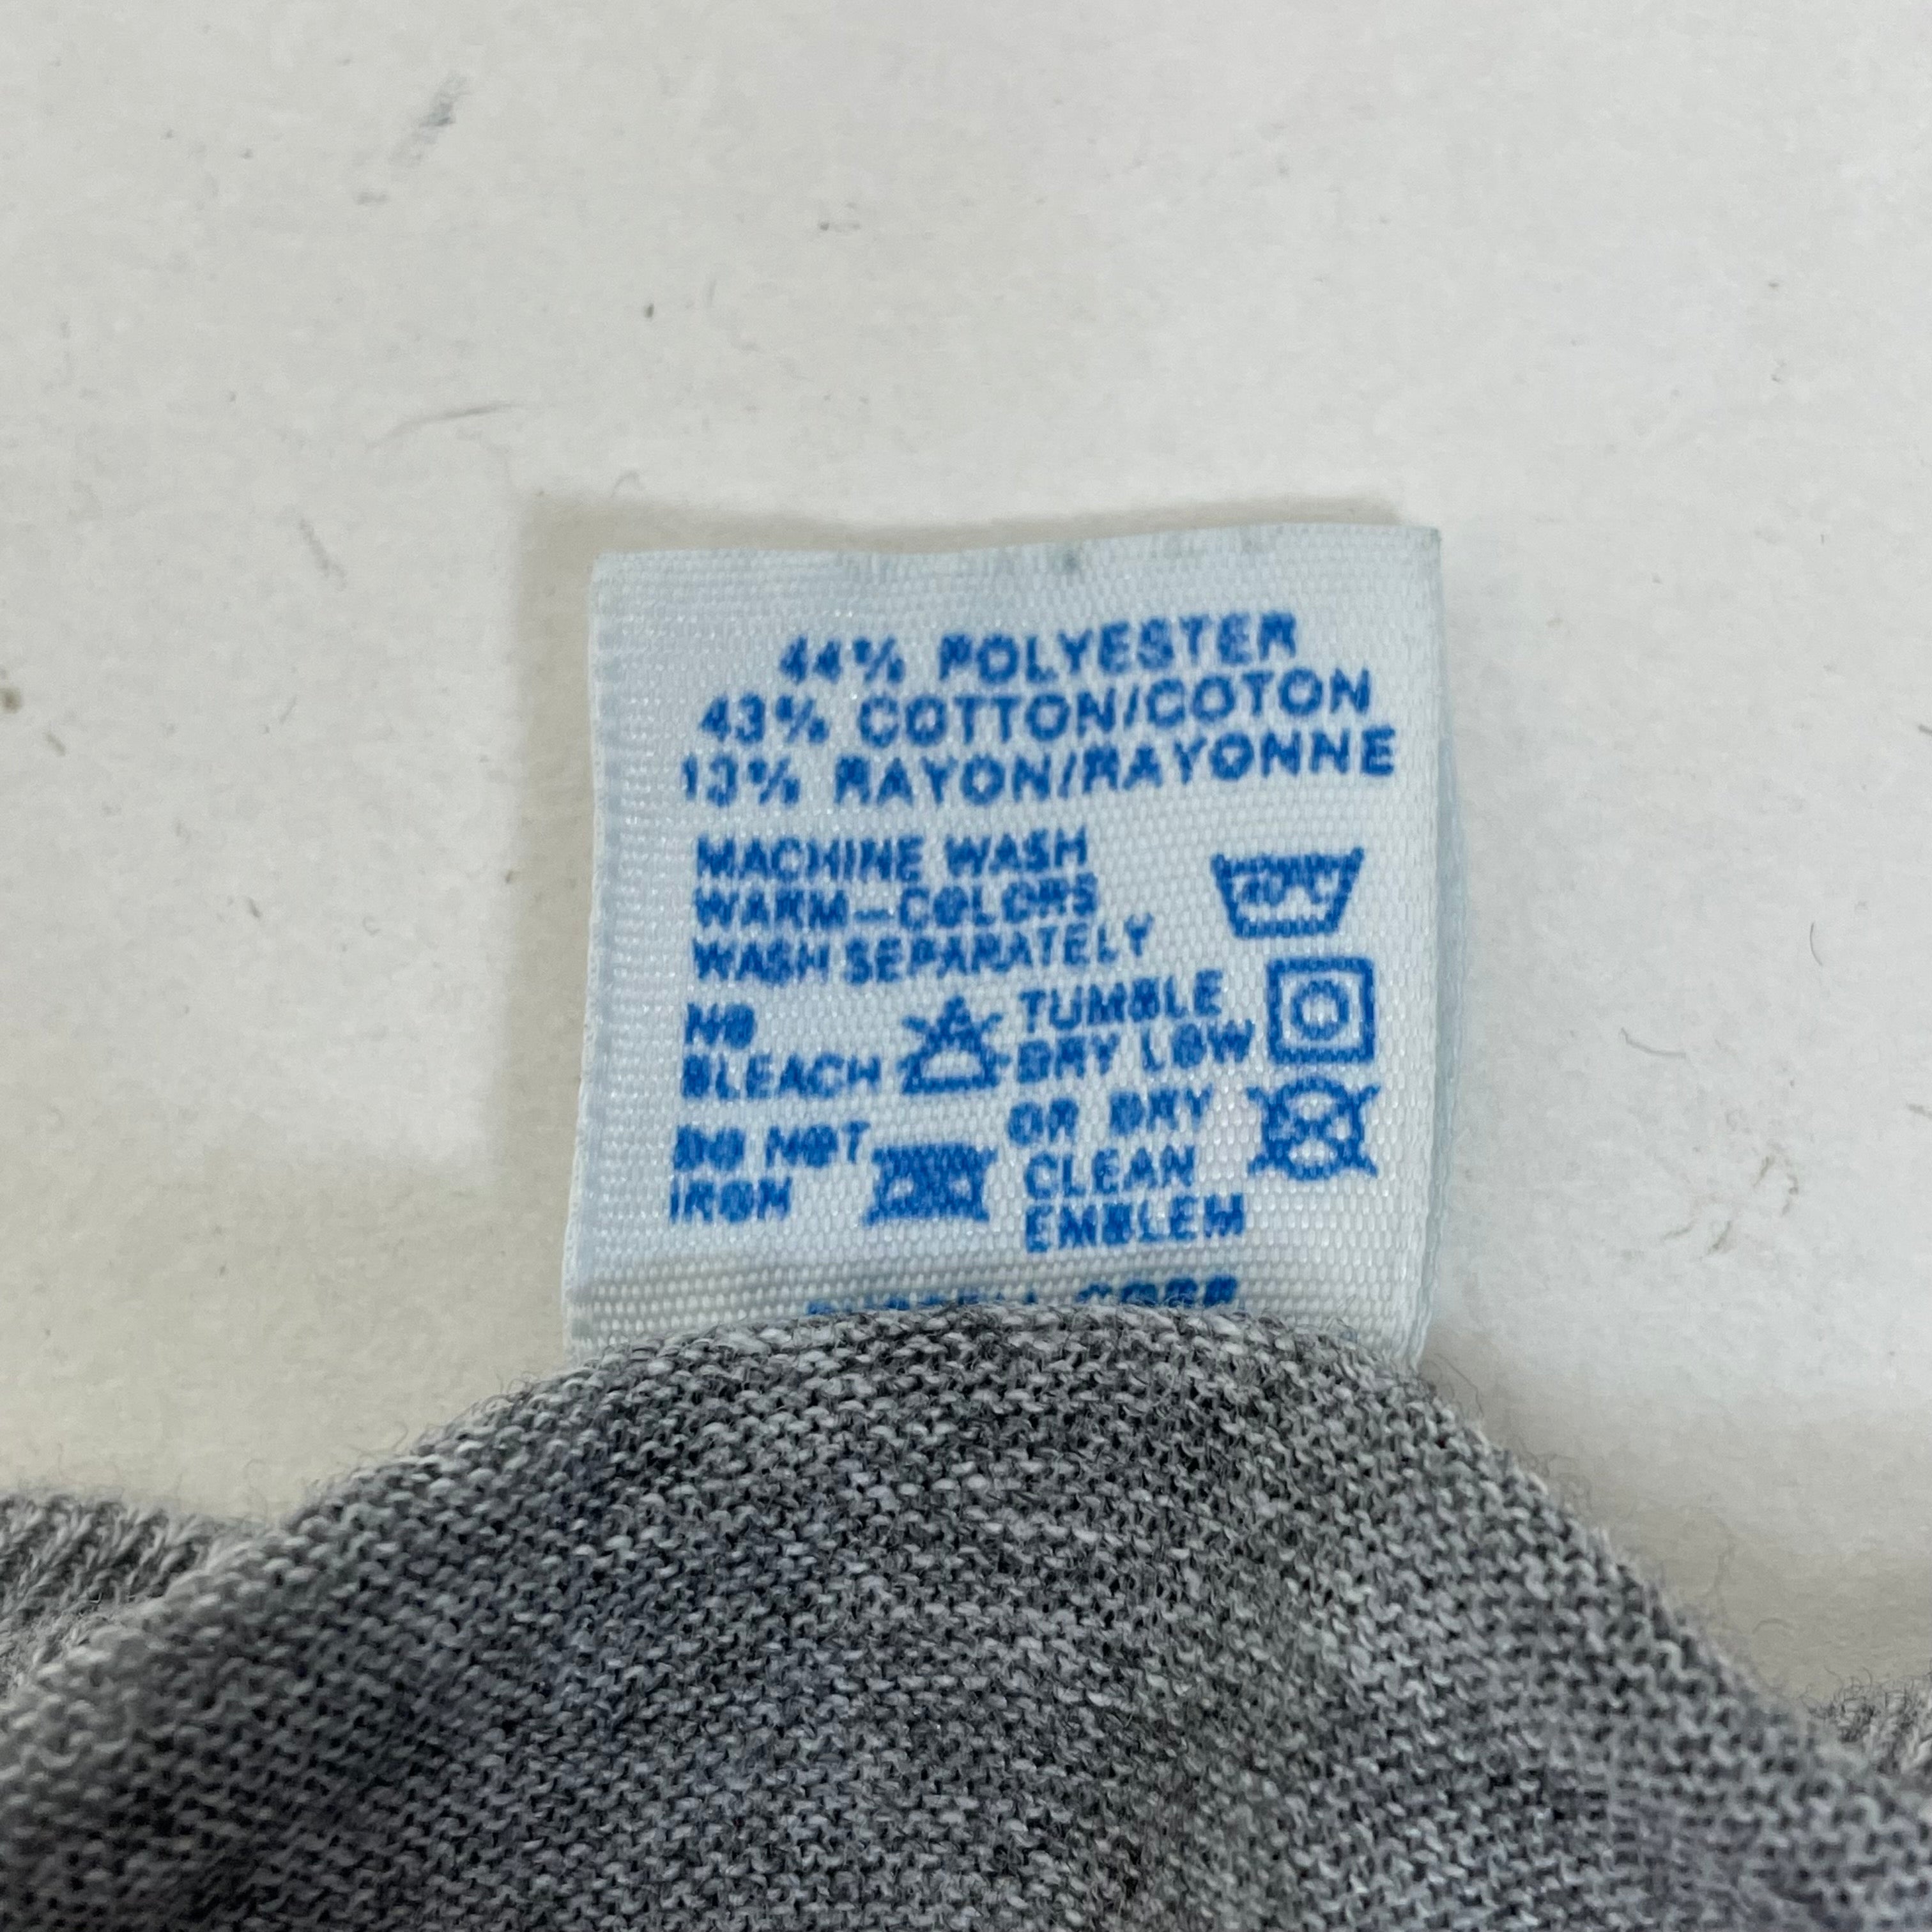 44% POLYESTER
43% COTTON/COTON
13% RAYON/RAYONNE
MACHINE WASH
WARM—COLORS
WASH SEPARATELY
40°C
NO
BLEACH
TUMBLE
DRY LOW
DO NOT
IRON
OR DRY
CLEAN
EMBLEM